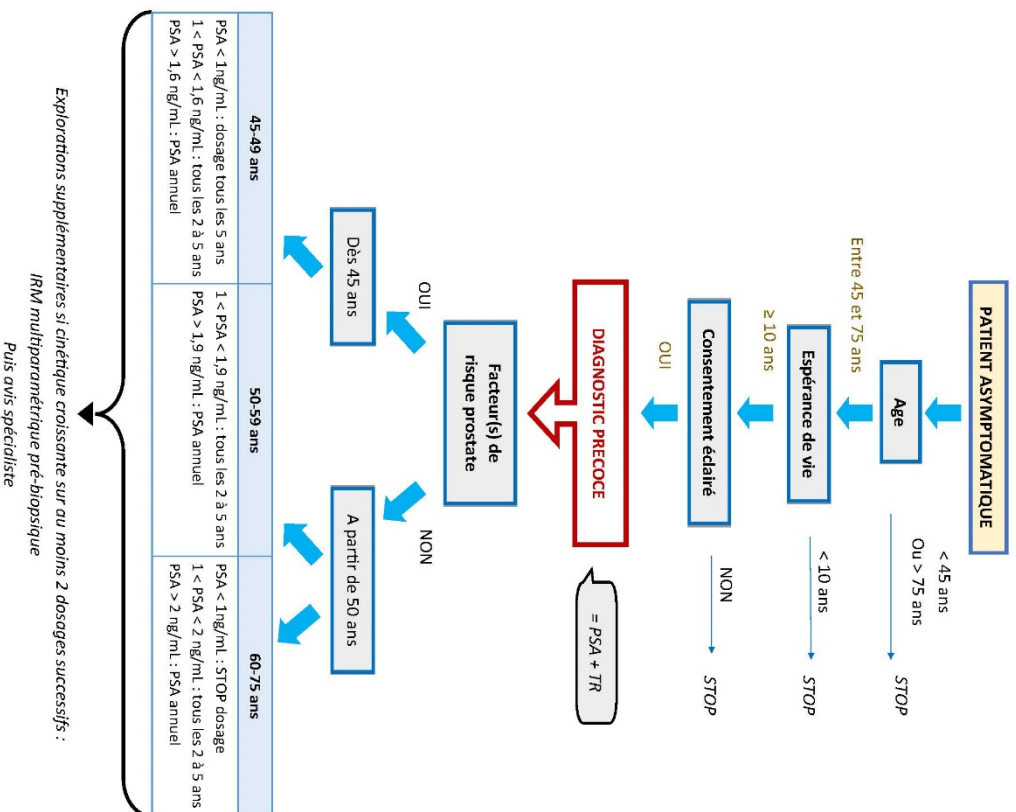 PATIENT ASYMPTOMATIQUE
Age
< 45 ans
Ou > 75 ans
STOP
Entre 45 et 75 ans
Espérance de vie
< 10 ans
STOP
≥ 10 ans
Consentement éclairé
NON
STOP
OUI
DIAGNOSTIC PRECOCE
= PSA + TR
Facteur(s) de
risque prostate
OUI
NON
Dès 45 ans
A partir de 50 ans
45-49 ans
50-59 ans
60-75 ans
PSA < 1ng/mL : dosage tous les 5 ans
1 < PSA < 1,6 ng/mL : tous les 2 à 5 ans
PSA > 1,6 ng/mL : PSA annuel
1 < PSA < 1,9 ng/mL : tous les 2 à 5 ans
PSA > 1,9 ng/mL : PSA annuel
PSA < 1ng/mL : STOP dosage
1 < PSA < 2 ng/mL : tous les 2 à 5 ans
PSA > 2 ng/mL : PSA annuel
Explorations supplémentaires si cinétique croissante sur au moins 2 dosages successifs :
IRM multiparamétrique pré-biopsique
Puis avis spécialiste